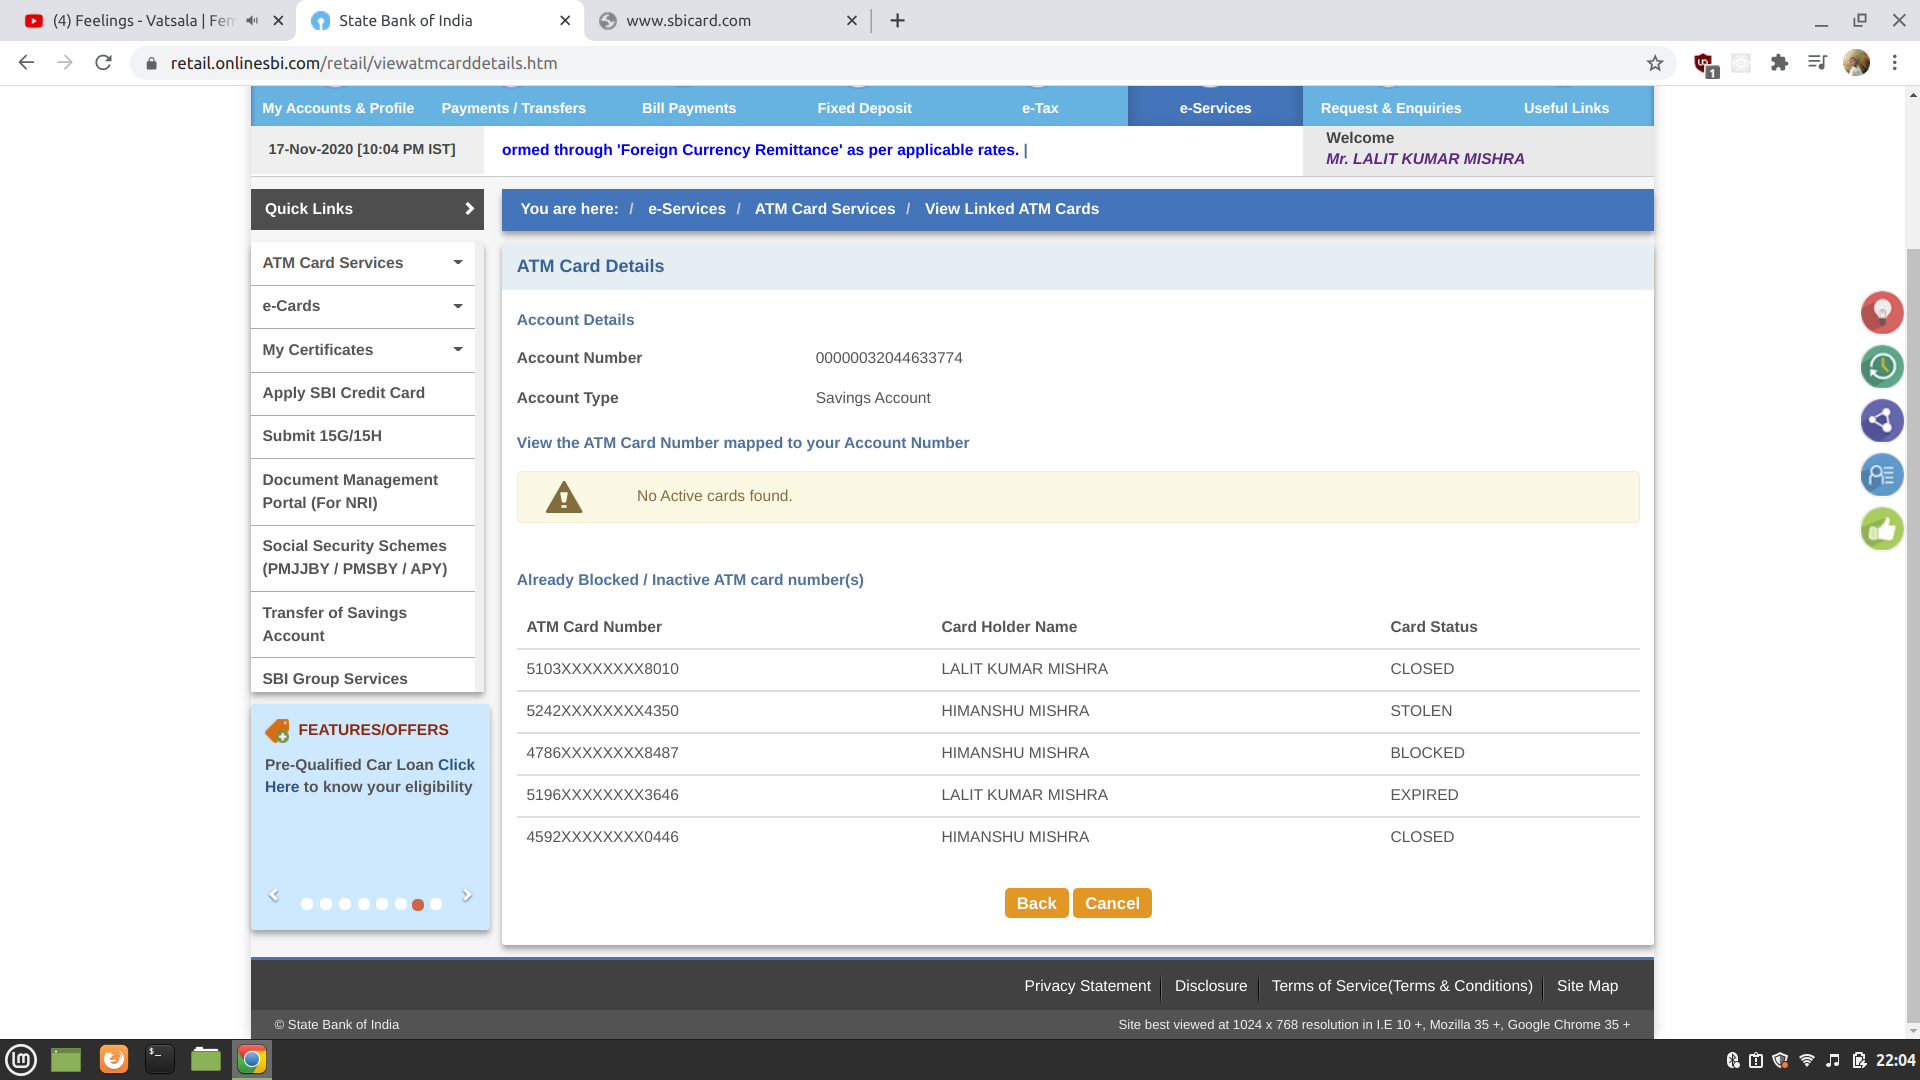 (4) Feelings - Vatsala | Fem
State Bank of India
www.sbicard.com
retail.onlinesbi.com/retail/viewatmcarddetails.htm
1
My Accounts & Profile
Payments / Transfers
Bill Payments
Fixed Deposit
e-Tax
e-Services
Request & Enquiries
Useful Links
17-Nov-2020 [10:04 PM IST]
ormed through 'Foreign Currency Remittance' as per applicable rates. |
Welcome
Mr. LALIT KUMAR MISHRA
Quick Links
You are here: / e-Services / ATM Card Services / View Linked ATM Cards
ATM Card Services
e-Cards
My Certificates
Apply SBI Credit Card
Submit 15G/15H
Document Management
Portal (For NRI)
Social Security Schemes
(PMJJBY / PMSBY / APY)
Transfer of Savings
Account
SBI Group Services
FEATURES/OFFERS
Pre-Qualified Car Loan Click
Here to know your eligibility
ATM Card Details
Account Details
Account Number 00000032044633774
Account Type Savings Account
View the ATM Card Number mapped to your Account Number
No Active cards found.
Already Blocked / Inactive ATM card number(s)
ATM Card Number Card Holder Name Card Status
5103XXXXXXXX8010 LALIT KUMAR MISHRA CLOSED
5242XXXXXXXX4350 HIMANSHU MISHRA STOLEN
4786XXXXXXXX8487 HIMANSHU MISHRA BLOCKED
5196XXXXXXXX3646 LALIT KUMAR MISHRA EXPIRED
4592XXXXXXXX0446 HIMANSHU MISHRA CLOSED
Back Cancel
Privacy Statement
Disclosure
Terms of Service(Terms & Conditions)
Site Map
© State Bank of India
Site best viewed at 1024 x 768 resolution in I.E 10 +, Mozilla 35 +, Google Chrome 35 +
22:04